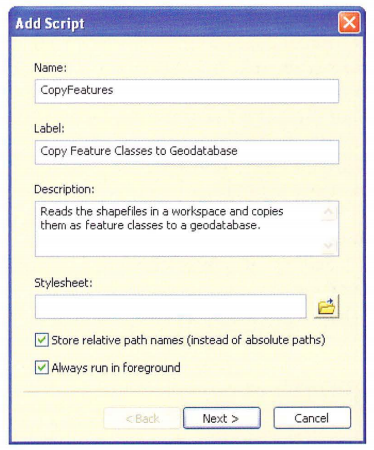 Add Script
Name:
CopyFeatures
Label:
Copy Feature Classes to Geodatabase
Description:
Reads the shapefiles in a workspace and copies
them as feature classes to a geodatabase.
Stylesheet:
Store relative path names (instead of absolute paths)
Always run in foreground
< Back
Next >
Cancel